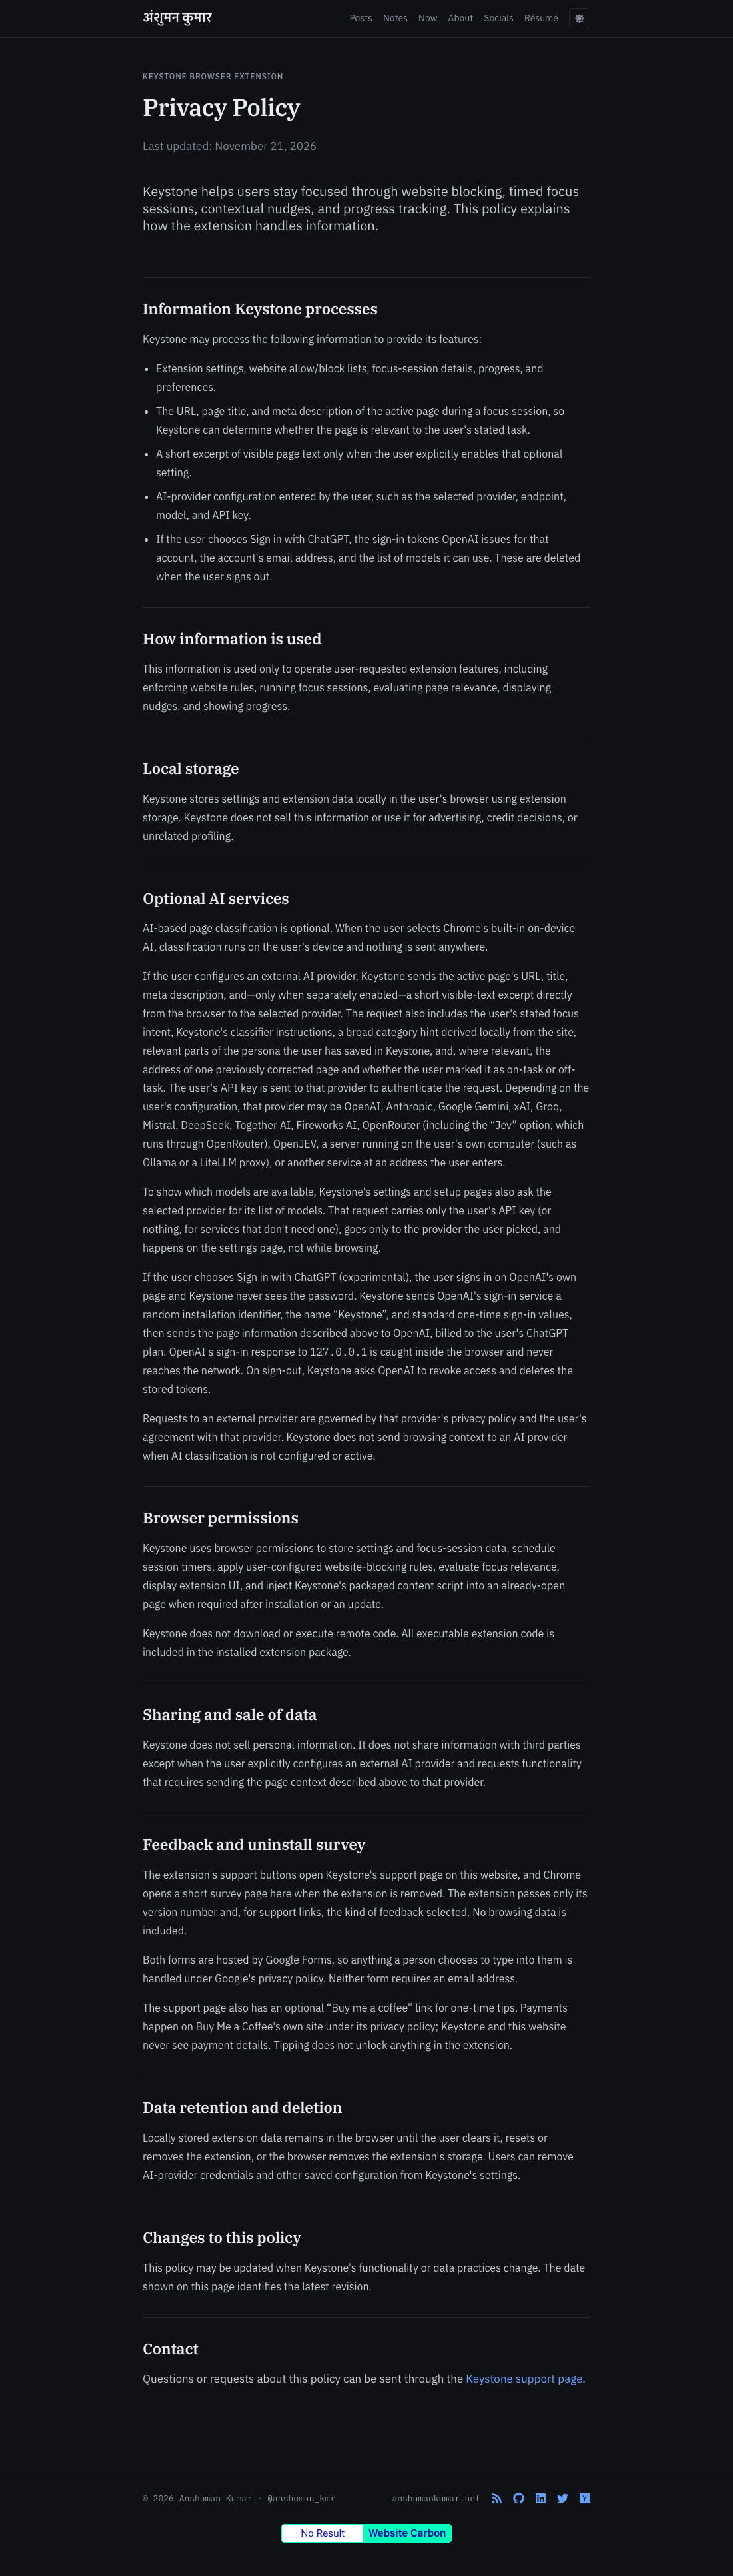 अंशुमन कुमार
Posts Notes Now About Socials Résumé
KEYSTONE BROWSER EXTENSION
Privacy Policy
Last updated: November 21, 2026
Keystone helps users stay focused through website blocking, timed focus
sessions, contextual nudges, and progress tracking. This policy explains
how the extension handles information.
Information Keystone processes
Keystone may process the following information to provide its features:
• Extension settings, website allow/block lists, focus-session details, progress, and
preferences.
• The URL, page title, and meta description of the active page during a focus session, so
Keystone can determine whether the page is relevant to the user's stated task.
• A short excerpt of visible page text only when the user explicitly enables that optional
setting.
• AI-provider configuration entered by the user, such as the selected provider, endpoint,
model, and API key.
• If the user chooses Sign in with ChatGPT, the sign-in tokens OpenAI issues for that
account, the account's email address, and the list of models it can use. These are deleted
when the user signs out.
How information is used
This information is used only to operate user-requested extension features, including
enforcing website rules, running focus sessions, evaluating page relevance, displaying
nudges, and showing progress.
Local storage
Keystone stores settings and extension data locally in the user's browser using extension
storage. Keystone does not sell this information or use it for advertising, credit decisions, or
unrelated profiling.
Optional AI services
AI-based page classification is optional. When the user selects Chrome's built-in on-device
AI, classification runs on the user's device and nothing is sent anywhere.
If the user configures an external AI provider, Keystone sends the active page's URL, title,
meta description, and—only when separately enabled—a short visible-text excerpt directly
from the browser to the selected provider. The request also includes the user's stated focus
intent, Keystone's classifier instructions, a broad category hint derived locally from the site,
relevant parts of the persona the user has saved in Keystone, and, where relevant, the
address of one previously corrected page and whether the user marked it as on-task or off-
task. The user's API key is sent to that provider to authenticate the request. Depending on the
user's configuration, that provider may be OpenAI, Anthropic, Google Gemini, xAI, Groq,
Mistral, DeepSeek, Together AI, Fireworks AI, OpenRouter (including the “Jev” option, which
runs through OpenRouter), OpenJEV, a server running on the user's own computer (such as
Ollama or a LiteLLM proxy), or another service at an address the user enters.
To show which models are available, Keystone's settings and setup pages also ask the
selected provider for its list of models. That request carries only the user's API key (or
nothing, for services that don't need one), goes only to the provider the user picked, and
happens on the settings page, not while browsing.
If the user chooses Sign in with ChatGPT (experimental), the user signs in on OpenAI's own
page and Keystone never sees the password. Keystone sends OpenAI's sign-in service a
random installation identifier, the name “Keystone”, and standard one-time sign-in values,
then sends the page information described above to OpenAI, billed to the user's ChatGPT
plan. OpenAI's sign-in response to 127.0.0.1 is caught inside the browser and never
reaches the network. On sign-out, Keystone asks OpenAI to revoke access and deletes the
stored tokens.
Requests to an external provider are governed by that provider's privacy policy and the user's
agreement with that provider. Keystone does not send browsing context to an AI provider
when AI classification is not configured or active.
Browser permissions
Keystone uses browser permissions to store settings and focus-session data, schedule
session timers, apply user-configured website-blocking rules, evaluate focus relevance,
display extension UI, and inject Keystone's packaged content script into an already-open
page when required after installation or an update.
Keystone does not download or execute remote code. All executable extension code is
included in the installed extension package.
Sharing and sale of data
Keystone does not sell personal information. It does not share information with third parties
except when the user explicitly configures an external AI provider and requests functionality
that requires sending the page context described above to that provider.
Feedback and uninstall survey
The extension's support buttons open Keystone's support page on this website, and Chrome
opens a short survey page here when the extension is removed. The extension passes only its
version number and, for support links, the kind of feedback selected. No browsing data is
included.
Both forms are hosted by Google Forms, so anything a person chooses to type into them is
handled under Google's privacy policy. Neither form requires an email address.
The support page also has an optional “Buy me a coffee” link for one-time tips. Payments
happen on Buy Me a Coffee's own site under its privacy policy; Keystone and this website
never see payment details. Tipping does not unlock anything in the extension.
Data retention and deletion
Locally stored extension data remains in the browser until the user clears it, resets or
removes the extension, or the browser removes the extension's storage. Users can remove
AI-provider credentials and other saved configuration from Keystone's settings.
Changes to this policy
This policy may be updated when Keystone's functionality or data practices change. The date
shown on this page identifies the latest revision.
Contact
Questions or requests about this policy can be sent through the Keystone support page.
© 2026 Anshuman Kumar · @anshuman_kmr anshumankumar.net
No Result Website Carbon